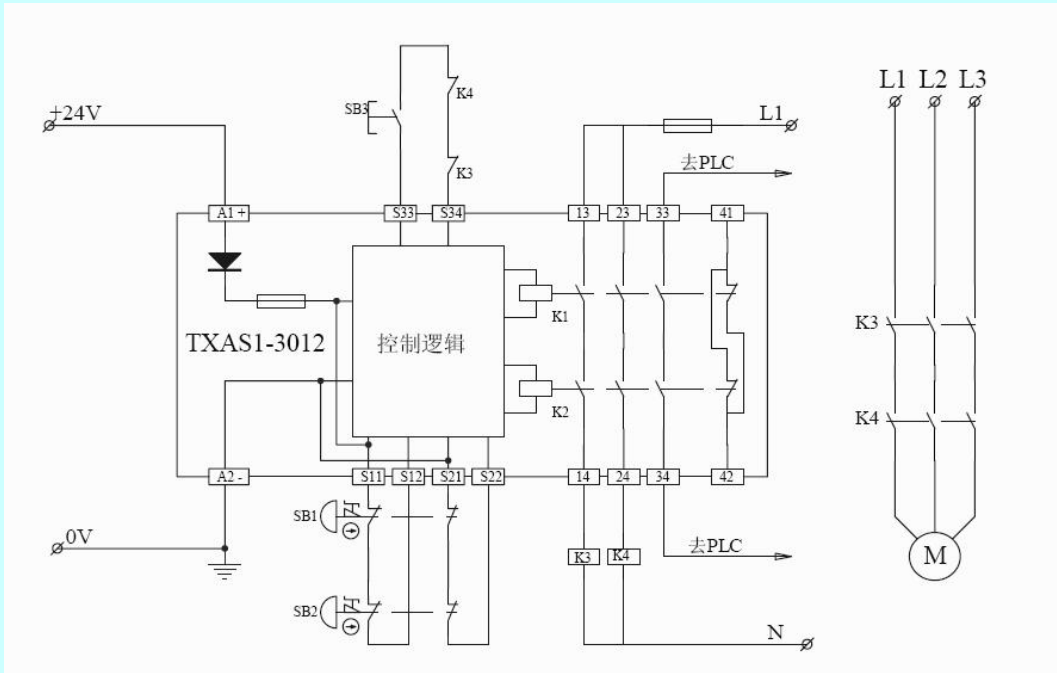 +24V
SB3
K4
K3
L1
去PLC
L1 L2 L3
A1 +
S33
S34
13
23
33
41
TXAS1-3012
控制逻辑
K1
K2
K3
K4
A2 -
S11
S12
S21
S22
14
24
34
42
SB1
0V
K3
K4
去PLC
M
SB2
N